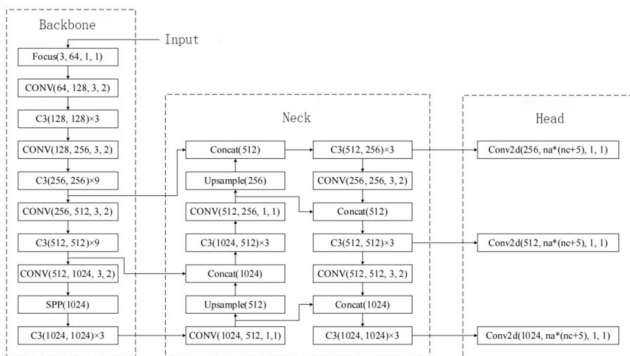 Backbone
Input
Focus(3, 64, 1, 1)
CONV(64, 128, 3, 2)
C3(128, 128)×3
CONV(128, 256, 3, 2)
C3(256, 256)×9
CONV(256, 512, 3, 2)
C3(512, 512)×9
CONV(512, 1024, 3, 2)
SPP(1024)
C3(1024, 1024)×3
Neck
Concat(512)
Upsample(256)
CONV(512, 256, 1, 1)
C3(1024, 512)×3
Concat(1024)
Upsample(512)
CONV(1024, 512, 1,1)
C3(512, 256)×3
CONV(256, 256, 3, 2)
Concat(512)
C3(512, 512)×3
CONV(512, 512, 3, 2)
Concat(1024)
C3(1024, 1024)×3
Head
Conv2d(256, na*(nc+5), 1, 1)
Conv2d(512, na*(nc+5), 1, 1)
Conv2d(1024, na*(nc+5), 1, 1)